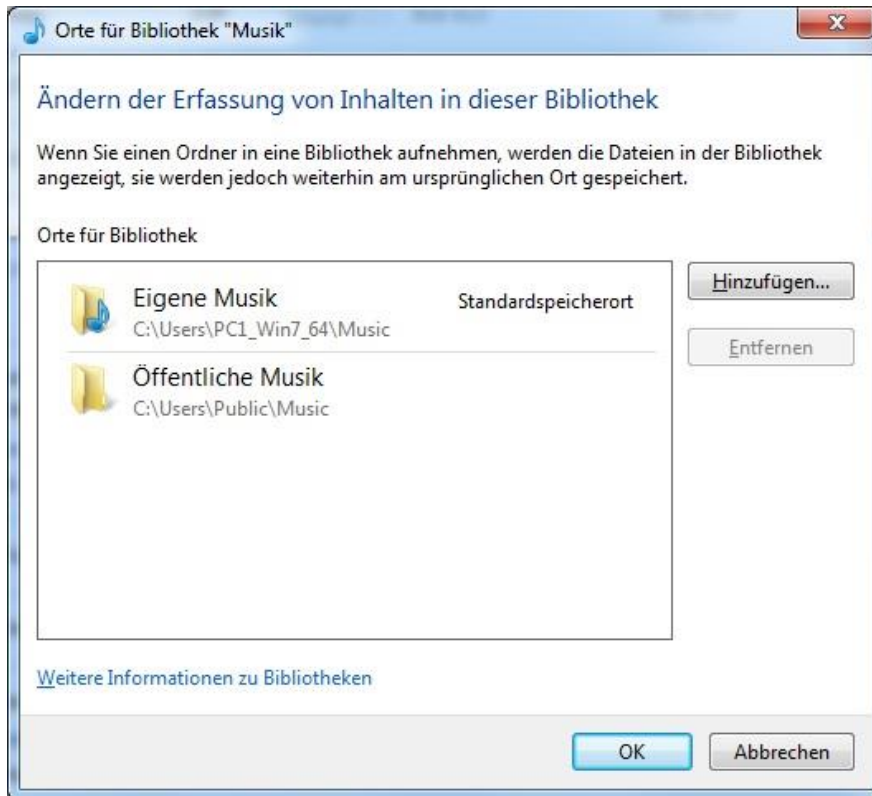 Orte für Bibliothek "Musik"
Ändern der Erfassung von Inhalten in dieser Bibliothek
Wenn Sie einen Ordner in eine Bibliothek aufnehmen, werden die Dateien in der Bibliothek
angezeigt, sie werden jedoch weiterhin am ursprünglichen Ort gespeichert.
Orte für Bibliothek
Eigene Musik
Standardspeicherort
C:\Users\PC1_Win7_64\Music
Öffentliche Musik
C:\Users\Public\Music
Hinzufügen...
Entfernen
Weitere Informationen zu Bibliotheken
OK
Abbrechen